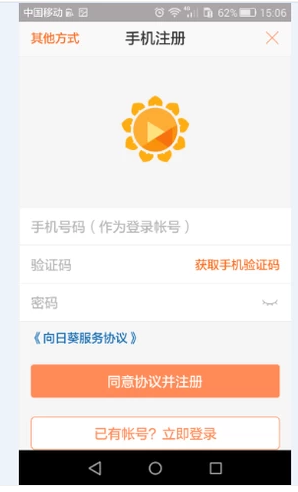 中国移动 4G 62% 15:06
其他方式 手机注册
手机号码（作为登录帐号）
验证码 获取手机验证码
密码
《向日葵服务协议》
同意协议并注册
已有帐号？立即登录